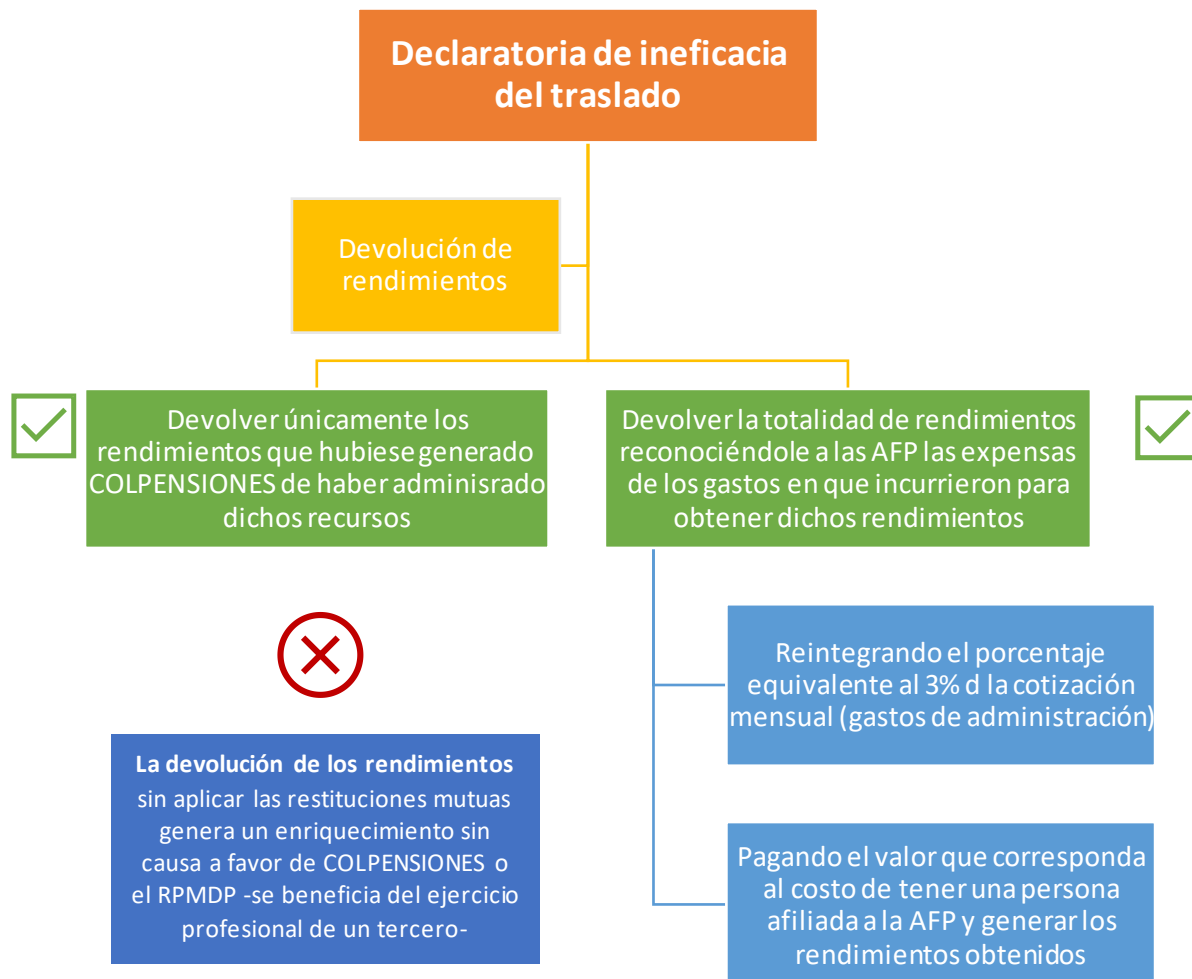 Declaratoria de ineficacia
del traslado
Devolución de
rendimientos
Devolver únicamente los
rendimientos que hubiese generado
COLPENSIONES de haber adminisrado
dichos recursos
Devolver la totalidad de rendimientos
reconociéndole a las AFP las expensas
de los gastos en que incurrieron para
obtener dichos rendimientos
Reintegrando el porcentaje
equivalente al 3% d la cotización
mensual (gastos de administración)
La devolución de los rendimientos
sin aplicar las restituciones mutuas
genera un enriquecimiento sin
causa a favor de COLPENSIONES o
el RPMDP -se beneficia del ejercicio
profesional de un tercero-
Pagando el valor que corresponda
al costo de tener una persona
afiliada a la AFP y generar los
rendimientos obtenidos